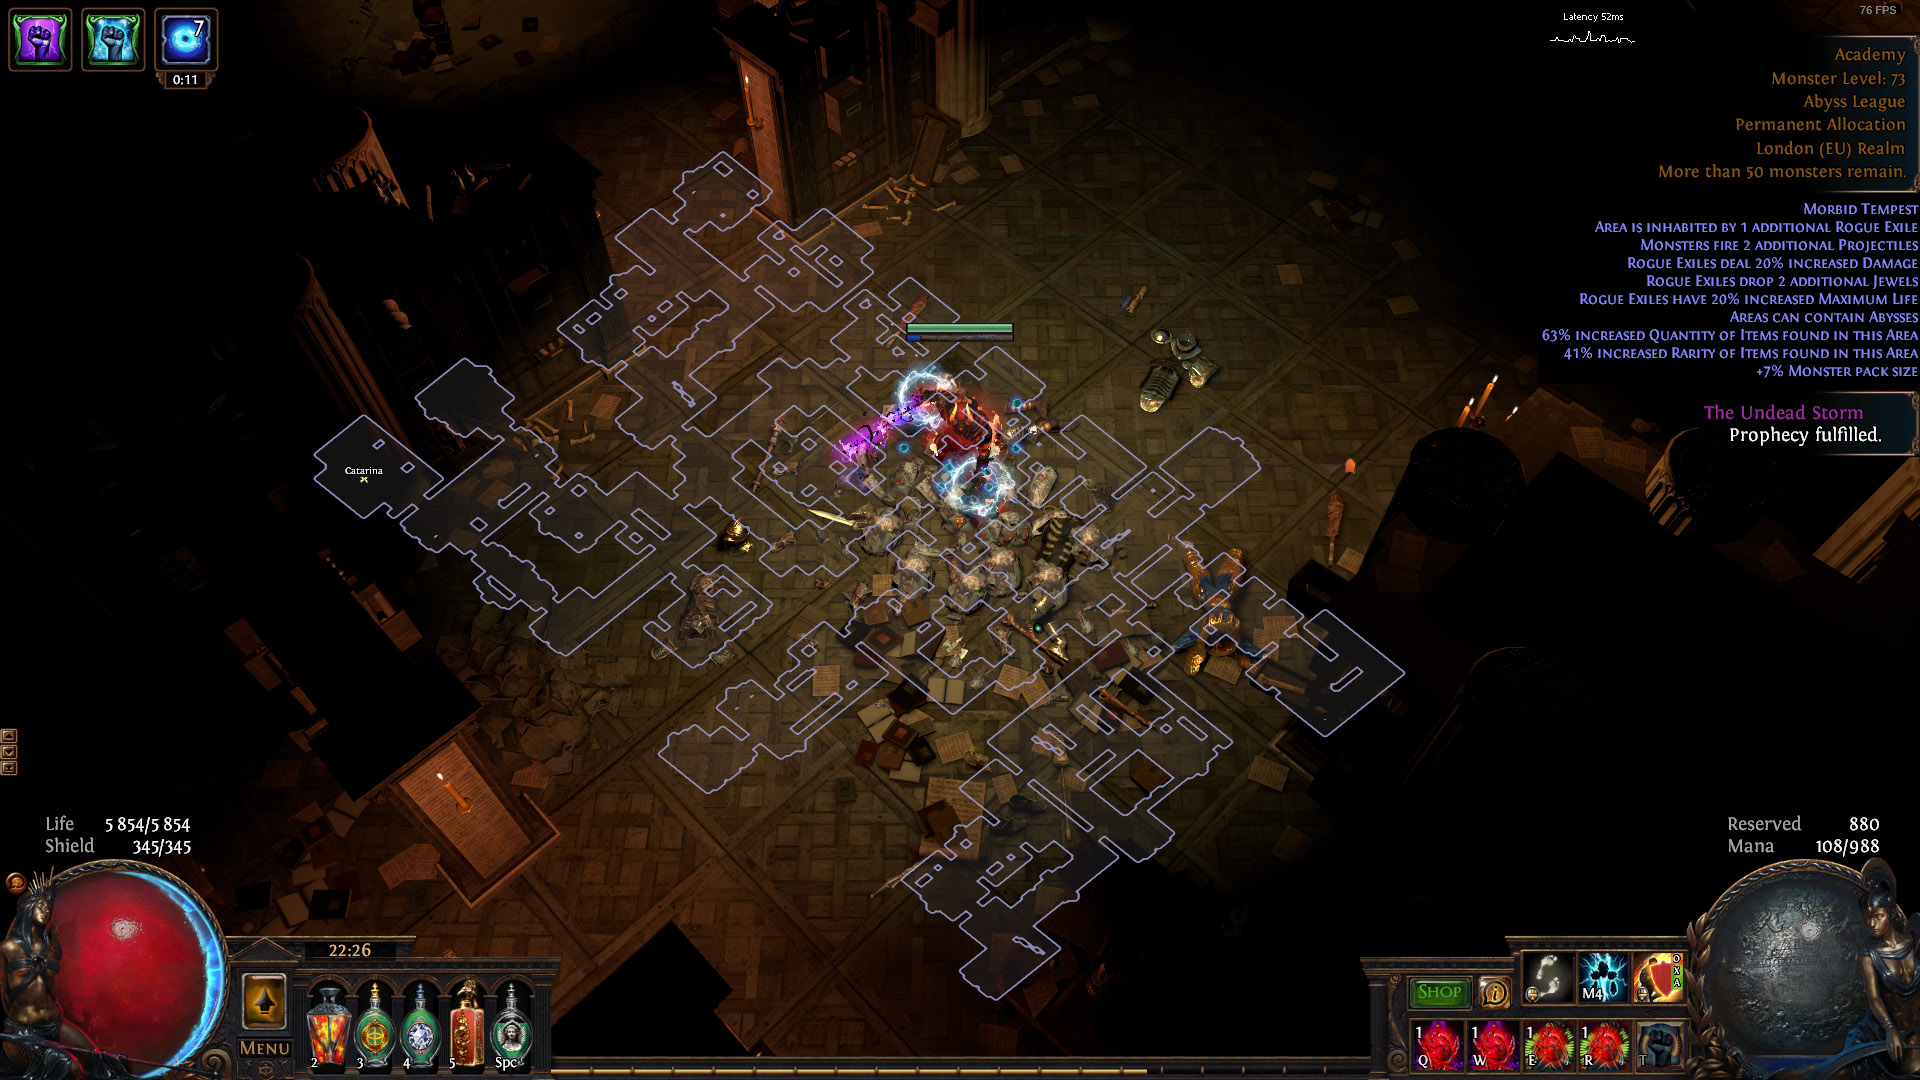 7
0:11
Latency 52ms
76 FPS
Academy
Monster Level: 73
Abyss League
Permanent Allocation
London (EU) Realm
More than 50 monsters remain.
Morbid Tempest
Area is inhabited by 1 additional Rogue Exile
Monsters fire 2 additional Projectiles
Rogue Exiles deal 20% increased Damage
Rogue Exiles drop 2 additional Jewels
Rogue Exiles have 20% increased Maximum Life
Areas can contain Abysses
63% increased Quantity of Items found in this Area
41% increased Rarity of Items found in this Area
+7% Monster pack size
The Undead Storm
Prophecy fulfilled.
Catarina
Life 5 854/5 854
Shield 345/345
Reserved 880
Mana 108/988
22:26
Menu
2 3 4 5 Spc
Shop
M4
O
X
A
1 1 1 1
Q W E R T